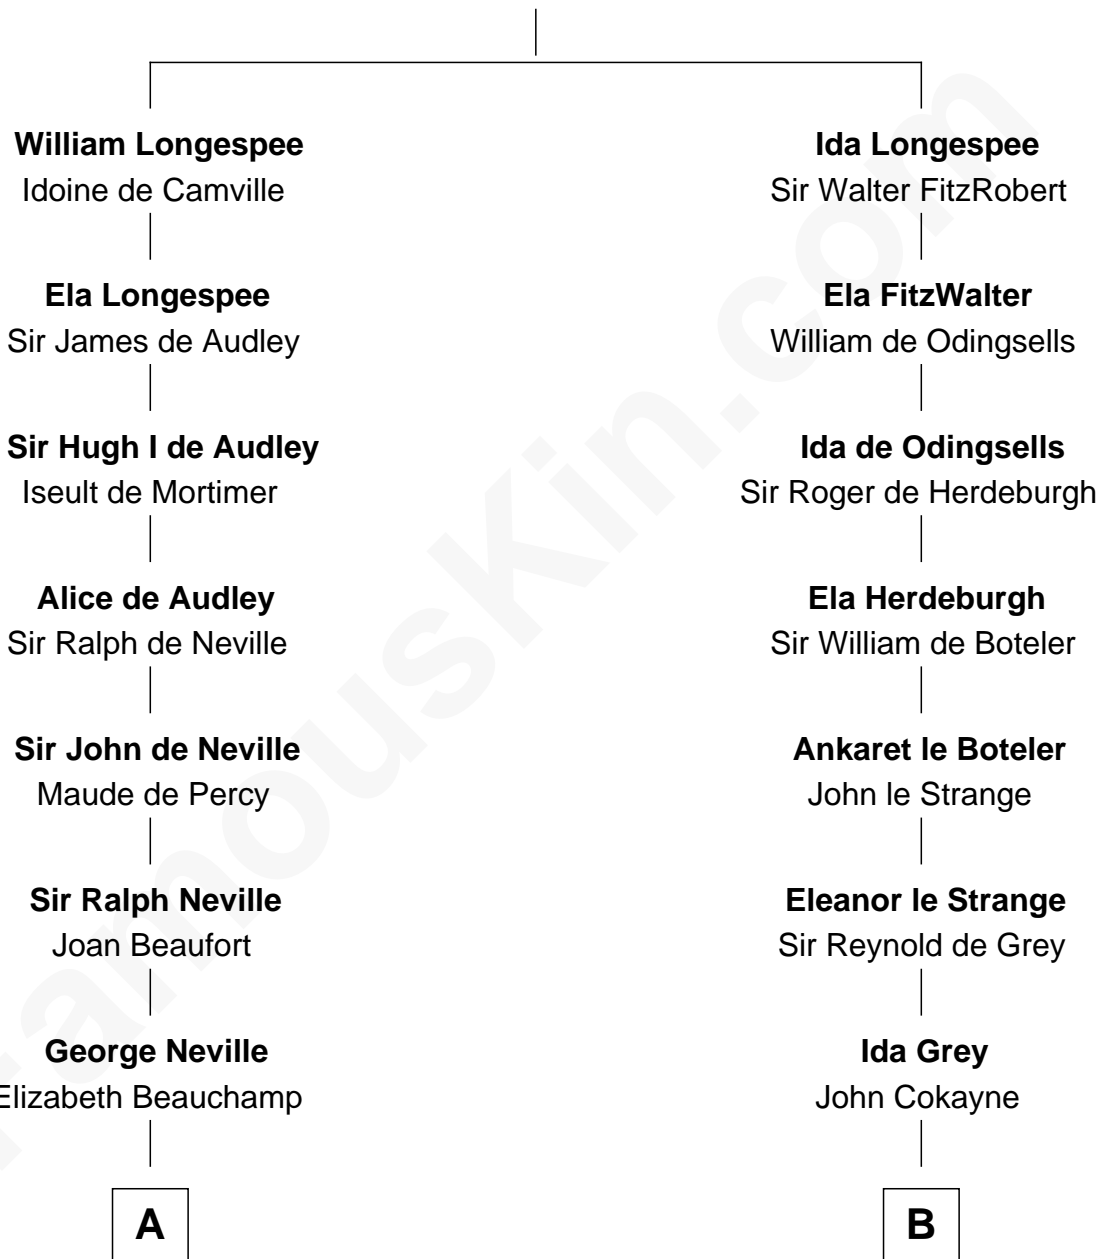 William Longespee
Idoine de Camville
Ela Longespee
Sir James de Audley
Sir Hugh I de Audley
Iseult de Mortimer
Alice de Audley
Sir Ralph de Neville
Sir John de Neville
Maude de Percy
Sir Ralph Neville
Joan Beaufort
George Neville
Elizabeth Beauchamp
A
Ida Longespee
Sir Walter FitzRobert
Ela FitzWalter
William de Odingsells
Ida de Odingsells
Sir Roger de Herdeburgh
Ela Herdeburgh
Sir William de Boteler
Ankaret le Boteler
John le Strange
Eleanor le Strange
Sir Reynold de Grey
Ida Grey
John Cokayne
B
FamousKin.com